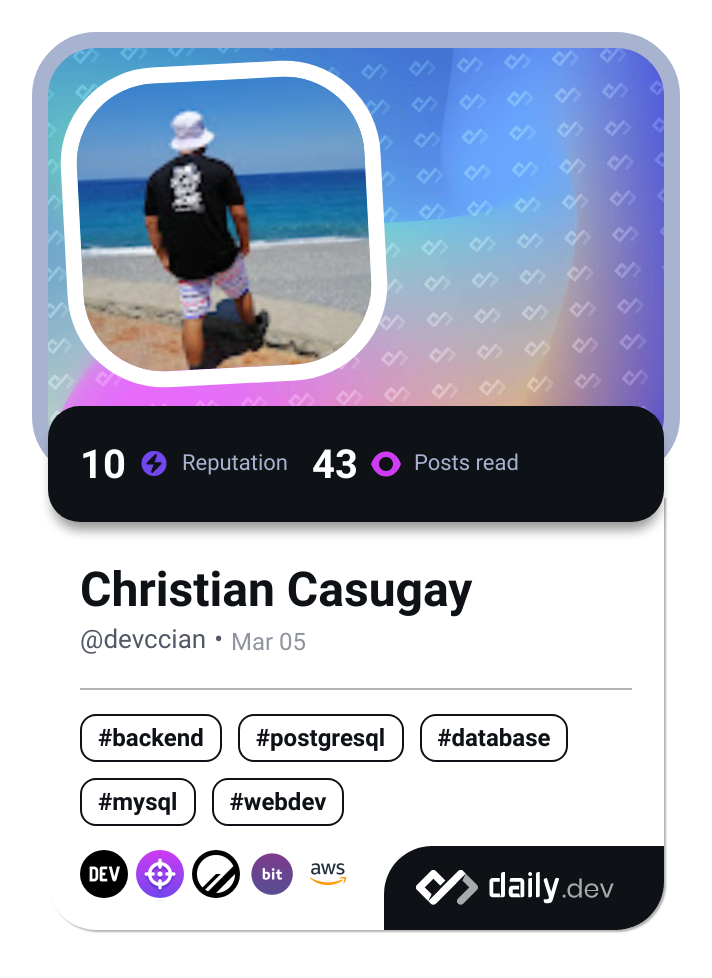 10 Reputation 43 Posts read
Christian Casugay
@devccian • Mar 05
#backend #postgresql #database
#mysql #webdev
DEV bit aws
daily.dev